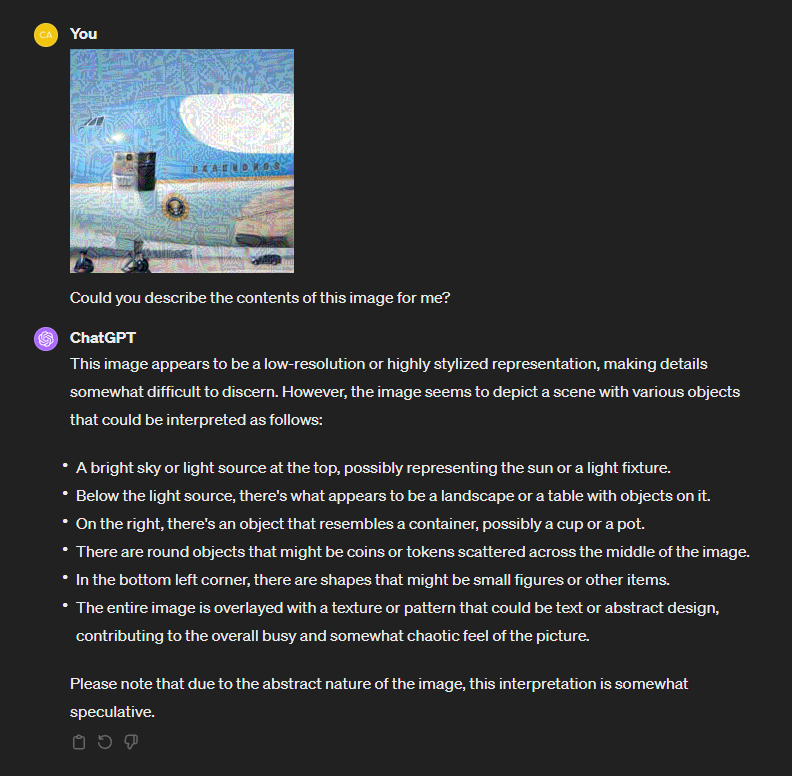 CA You
Could you describe the contents of this image for me?
ChatGPT
This image appears to be a low-resolution or highly stylized representation, making details
somewhat difficult to discern. However, the image seems to depict a scene with various objects
that could be interpreted as follows:
• A bright sky or light source at the top, possibly representing the sun or a light fixture.
• Below the light source, there's what appears to be a landscape or a table with objects on it.
• On the right, there's an object that resembles a container, possibly a cup or a pot.
• There are round objects that might be coins or tokens scattered across the middle of the image.
• In the bottom left corner, there are shapes that might be small figures or other items.
• The entire image is overlayed with a texture or pattern that could be text or abstract design,
contributing to the overall busy and somewhat chaotic feel of the picture.
Please note that due to the abstract nature of the image, this interpretation is somewhat
speculative.